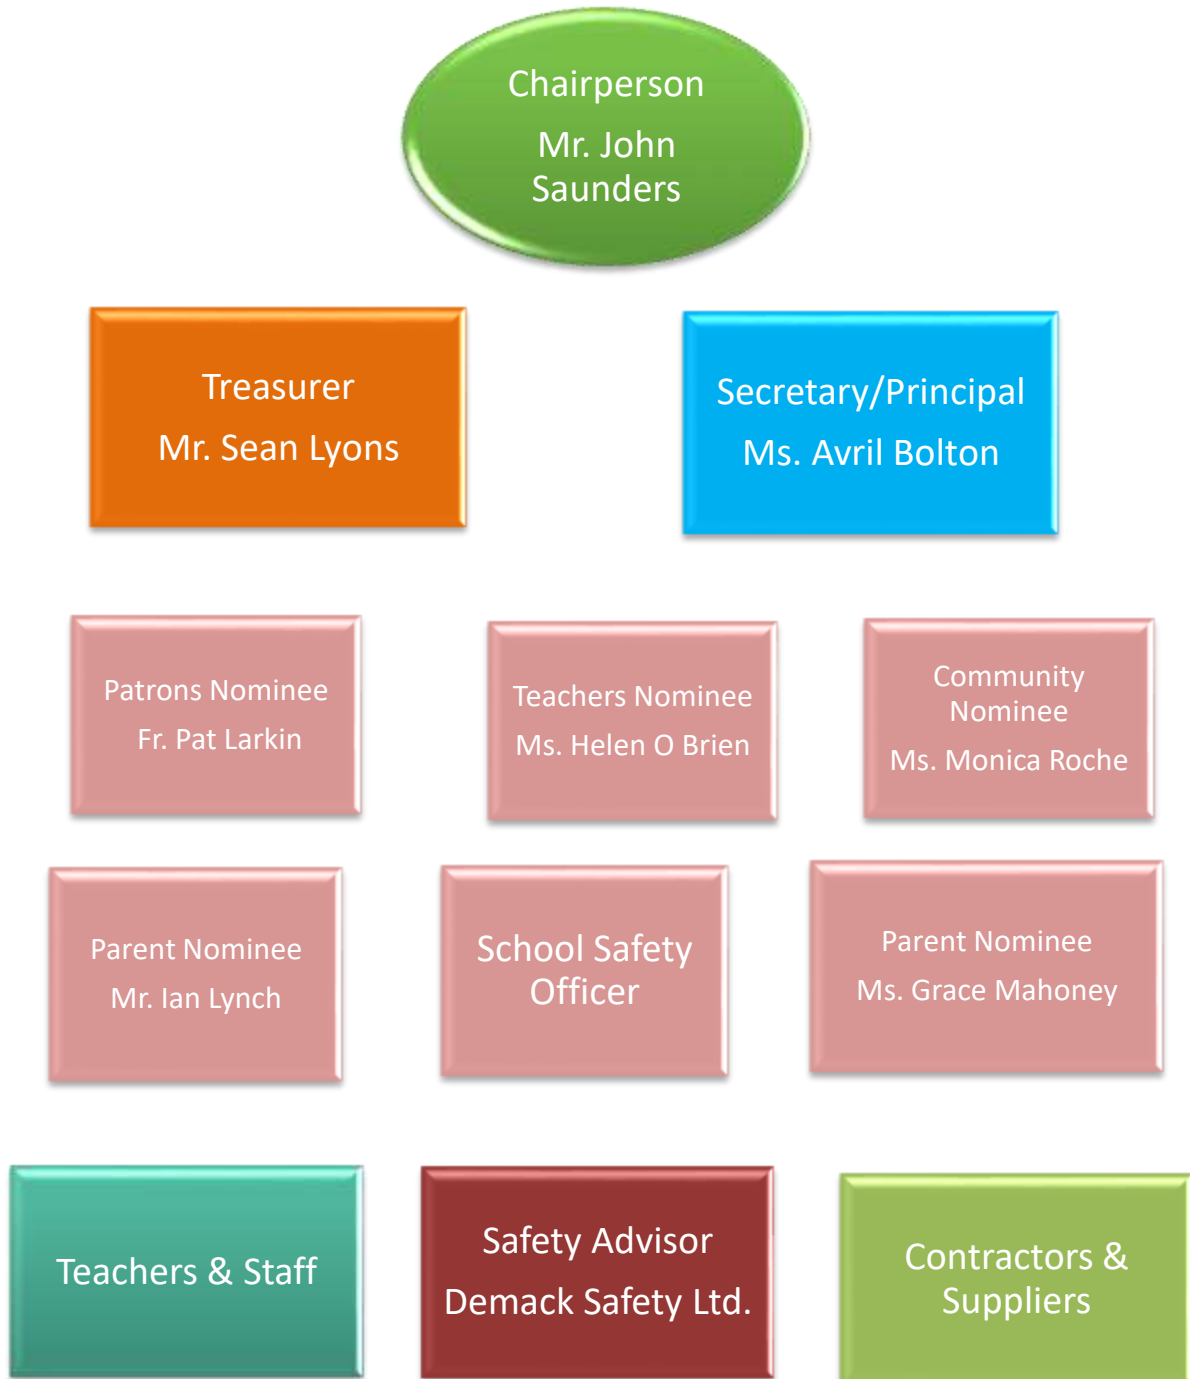 Chairperson
Mr. John
Saunders
Treasurer
Mr. Sean Lyons
Secretary/Principal
Ms. Avril Bolton
Patrons Nominee
Fr. Pat Larkin
Teachers Nominee
Ms. Helen O Brien
Community
Nominee
Ms. Monica Roche
Parent Nominee
Mr. Ian Lynch
School Safety
Officer
Parent Nominee
Ms. Grace Mahoney
Teachers & Staff
Safety Advisor
Demack Safety Ltd.
Contractors &
Suppliers